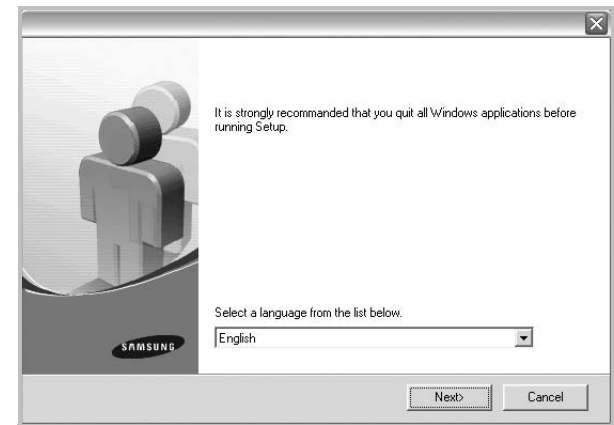 It is strongly recommanded that you quit all Windows applications before
running Setup.
Select a language from the list below.
English
SAMSUNG
Next>
Cancel